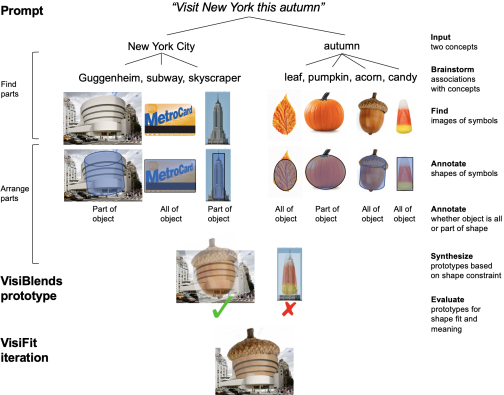 Prompt
"Visit New York this autumn"
New York City
autumn
Input
two concepts
Guggenheim, subway, skyscraper
leaf, pumpkin, acorn, candy
Brainstorm
associations
with concepts
Find
parts
MetroCard
Find
images of symbols
Arrange
parts
MetroCard
Annotate
shapes of symbols
Part of
object
All of
object
Part of
object
All of
object
Part of
object
All of
object
All of
object
Annotate
whether object is all
or part of shape
VisiBlends
prototype
Synthesize
prototypes based
on shape constraint
Evaluate
prototypes for
shape fit and
meaning
VisiFit
iteration